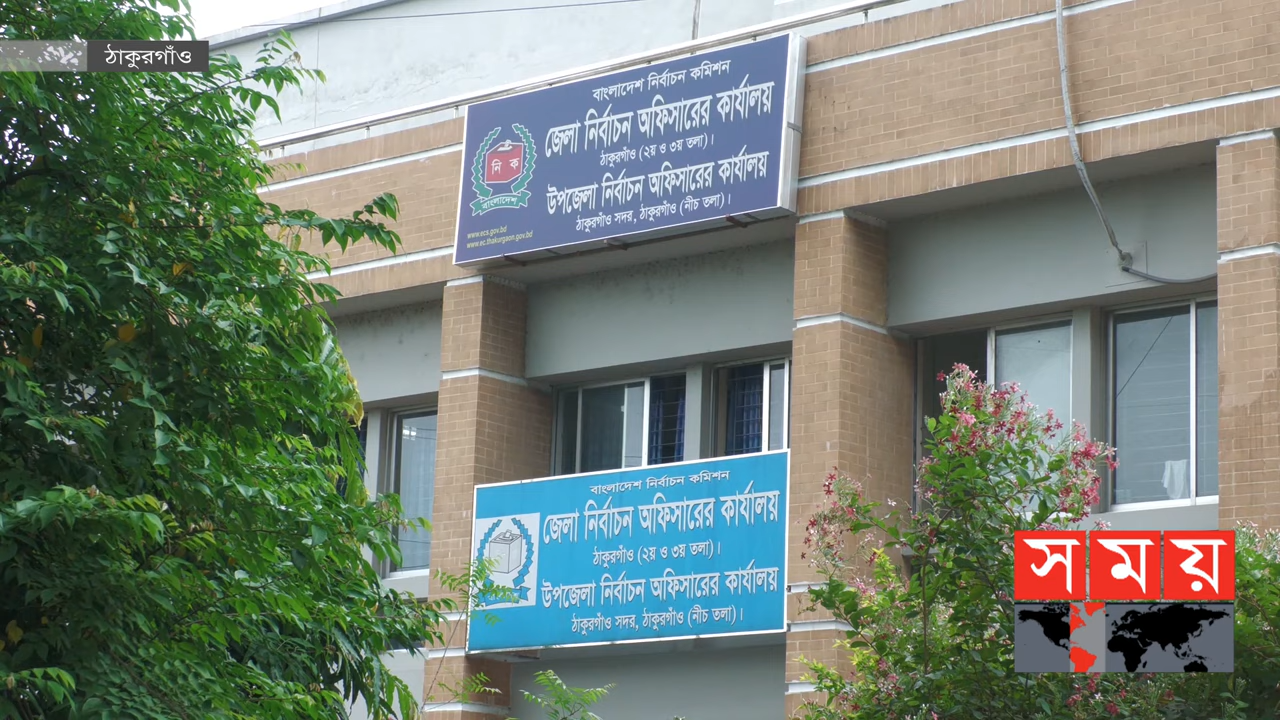 ঠাকুরগাঁও
বাংলাদেশ নির্বাচন কমিশন
জেলা নির্বাচন অফিসারের কার্যালয়
ঠাকুরগাঁও (২য় ও ৩য় তলা)।
উপজেলা নির্বাচন অফিসারের কার্যালয়
ঠাকুরগাঁও সদর, ঠাকুরগাঁও (নীচ তলা)।
নি ক
বাংলাদেশ
www.ecs.gov.bd
www.ec.thakurgaon.gov.bd
বাংলাদেশ নির্বাচন কমিশন
জেলা নির্বাচন অফিসারের কার্যালয়
ঠাকুরগাঁও (২য় ও ৩য় তলা)।
উপজেলা নির্বাচন অফিসারের কার্যালয়
ঠাকুরগাঁও সদর, ঠাকুরগাঁও (নীচ তলা)।
সময়